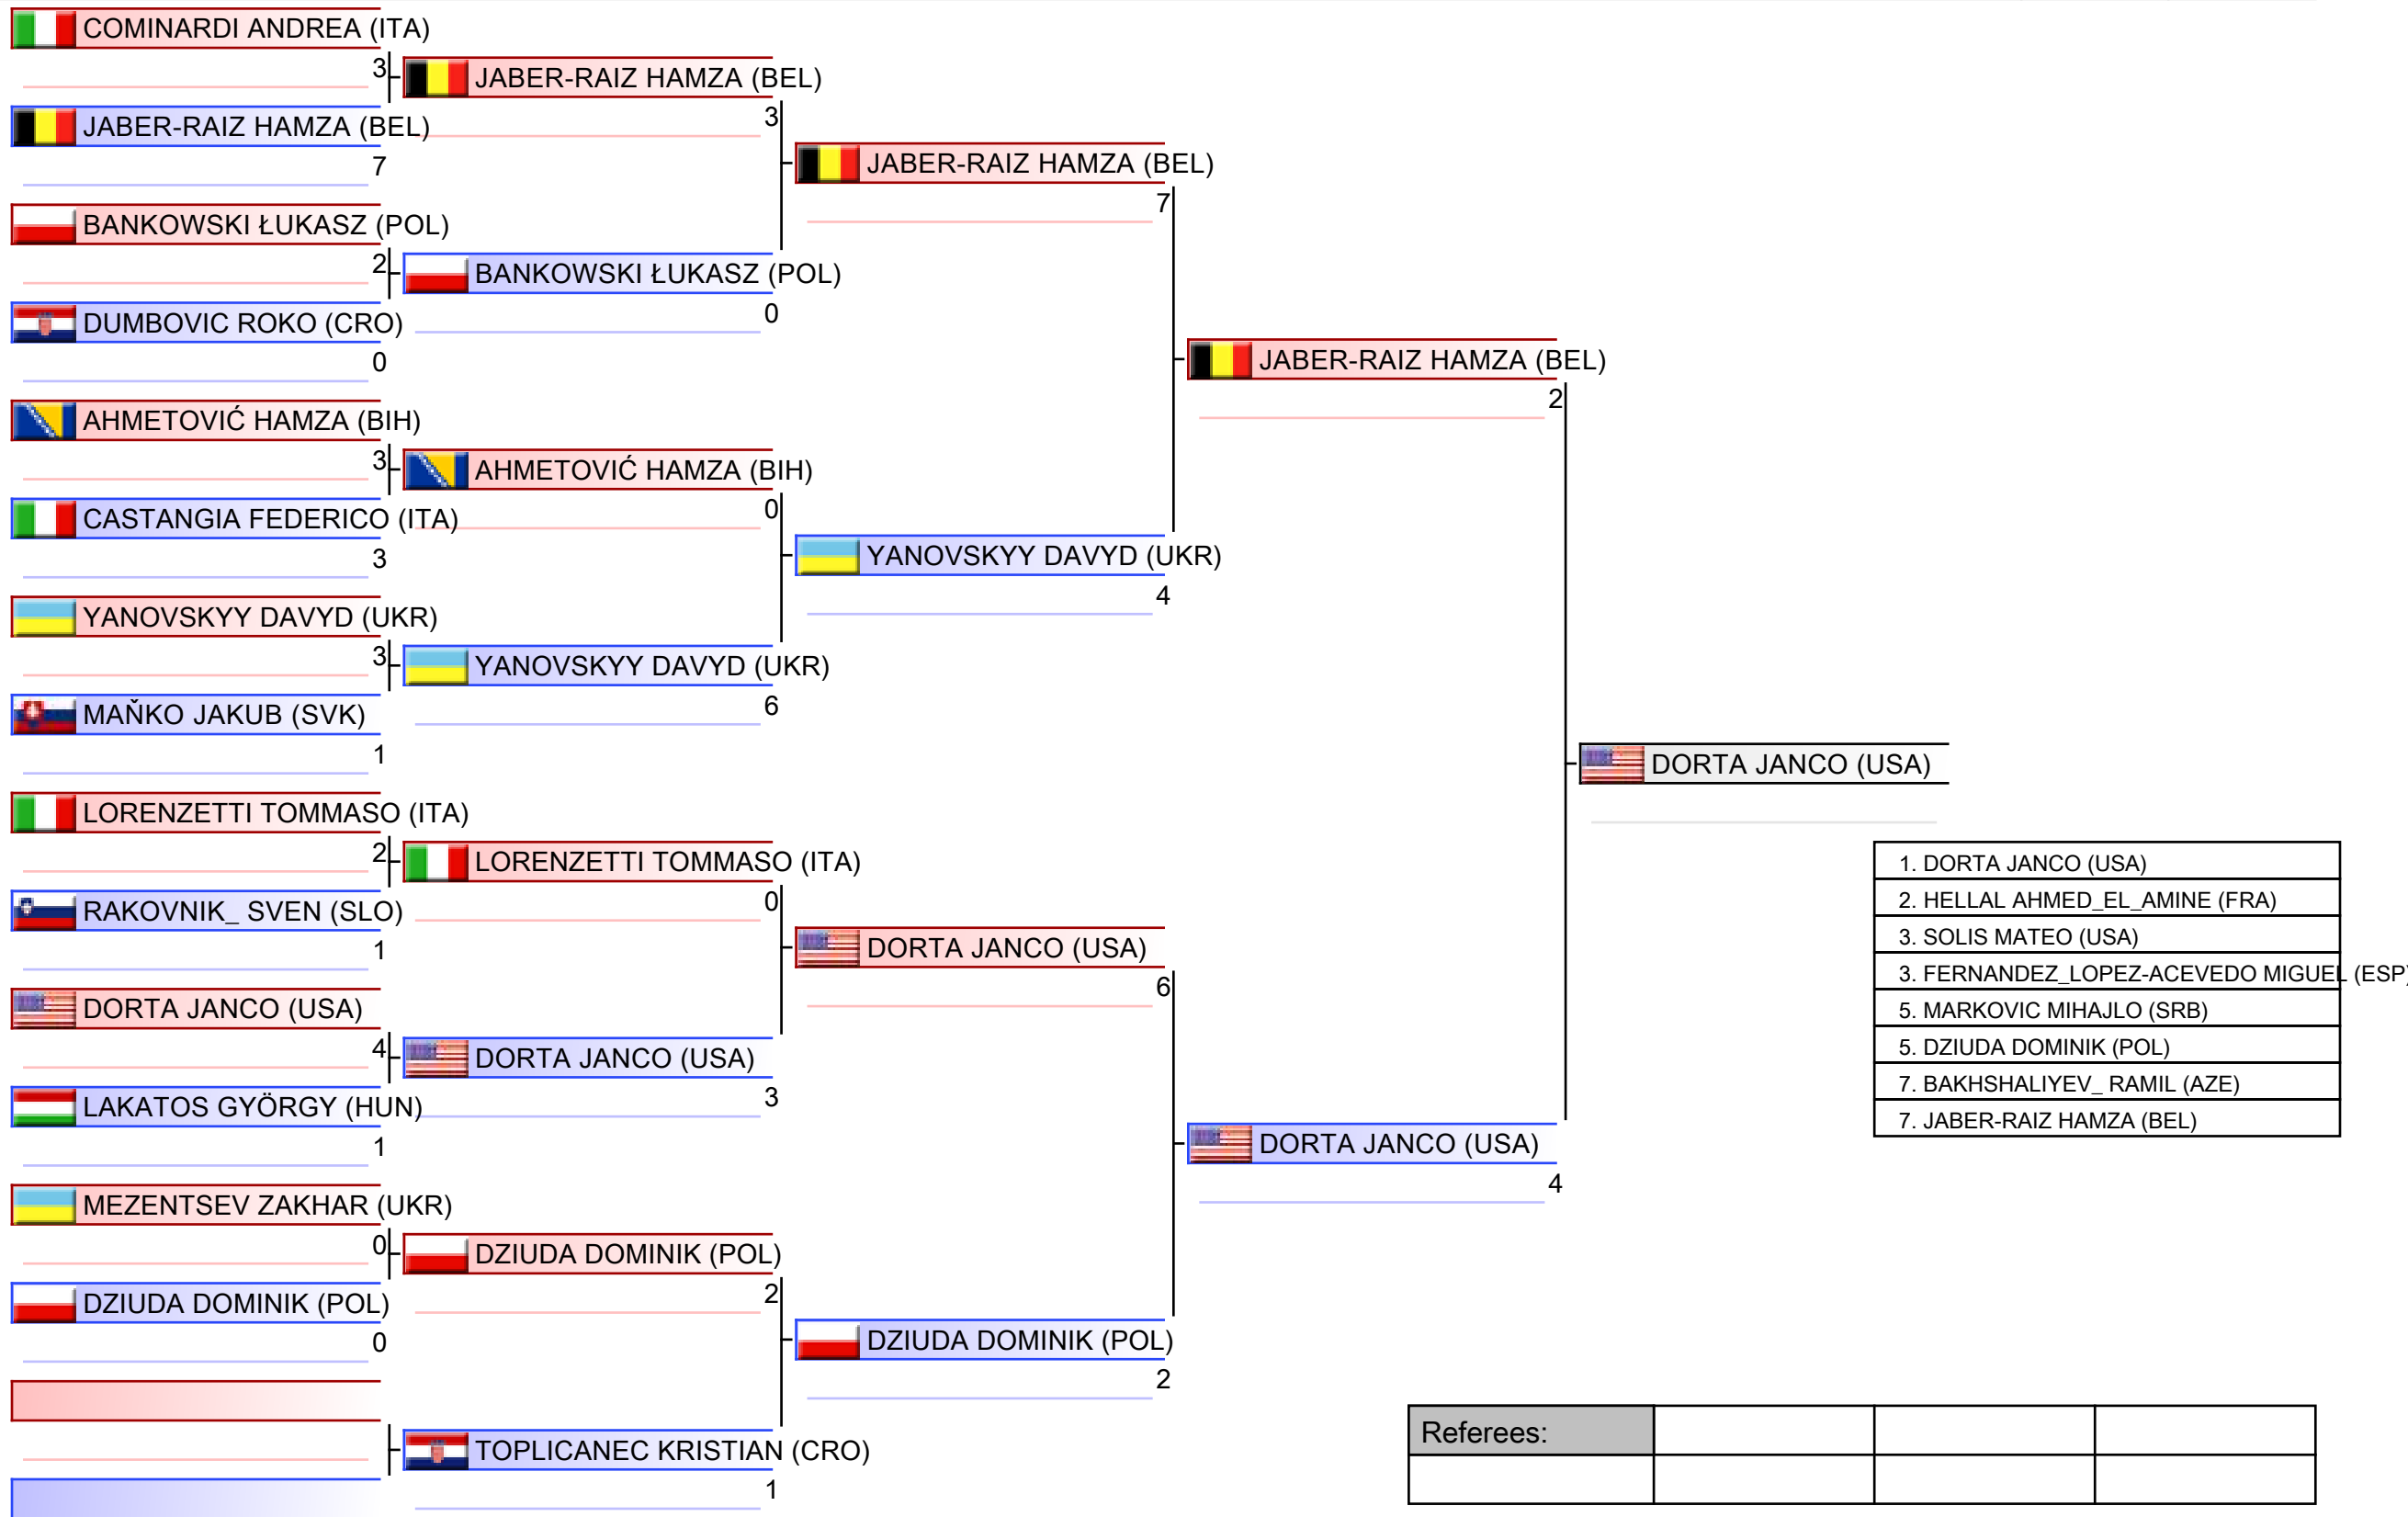 COMINARDI ANDREA (ITA)
3
JABER-RAIZ HAMZA (BEL)
7
BANKOWSKI ŁUKASZ (POL)
2
DUMBOVIC ROKO (CRO)
0
AHMETOVIĆ HAMZA (BIH)
3
CASTANGIA FEDERICO (ITA)
3
YANOVSKYY DAVYD (UKR)
3
MAŇKO JAKUB (SVK)
1
LORENZETTI TOMMASO (ITA)
2
RAKOVNIK_ SVEN (SLO)
1
DORTA JANCO (USA)
4
LAKATOS GYÖRGY (HUN)
1
MEZENTSEV ZAKHAR (UKR)
0
DZIUDA DOMINIK (POL)
0
JABER-RAIZ HAMZA (BEL)
3
BANKOWSKI ŁUKASZ (POL)
0
AHMETOVIĆ HAMZA (BIH)
0
YANOVSKYY DAVYD (UKR)
6
LORENZETTI TOMMASO (ITA)
0
DORTA JANCO (USA)
3
DZIUDA DOMINIK (POL)
2
TOPLICANEC KRISTIAN (CRO)
1
JABER-RAIZ HAMZA (BEL)
7
YANOVSKYY DAVYD (UKR)
4
DORTA JANCO (USA)
6
DZIUDA DOMINIK (POL)
2
JABER-RAIZ HAMZA (BEL)
2
DORTA JANCO (USA)
4
DORTA JANCO (USA)
1. DORTA JANCO (USA)
2. HELLAL AHMED_EL_AMINE (FRA)
3. SOLIS MATEO (USA)
3. FERNANDEZ_LOPEZ-ACEVEDO MIGUEL (ESP)
5. MARKOVIC MIHAJLO (SRB)
5. DZIUDA DOMINIK (POL)
7. BAKHSHALIYEV_ RAMIL (AZE)
7. JABER-RAIZ HAMZA (BEL)
Referees: